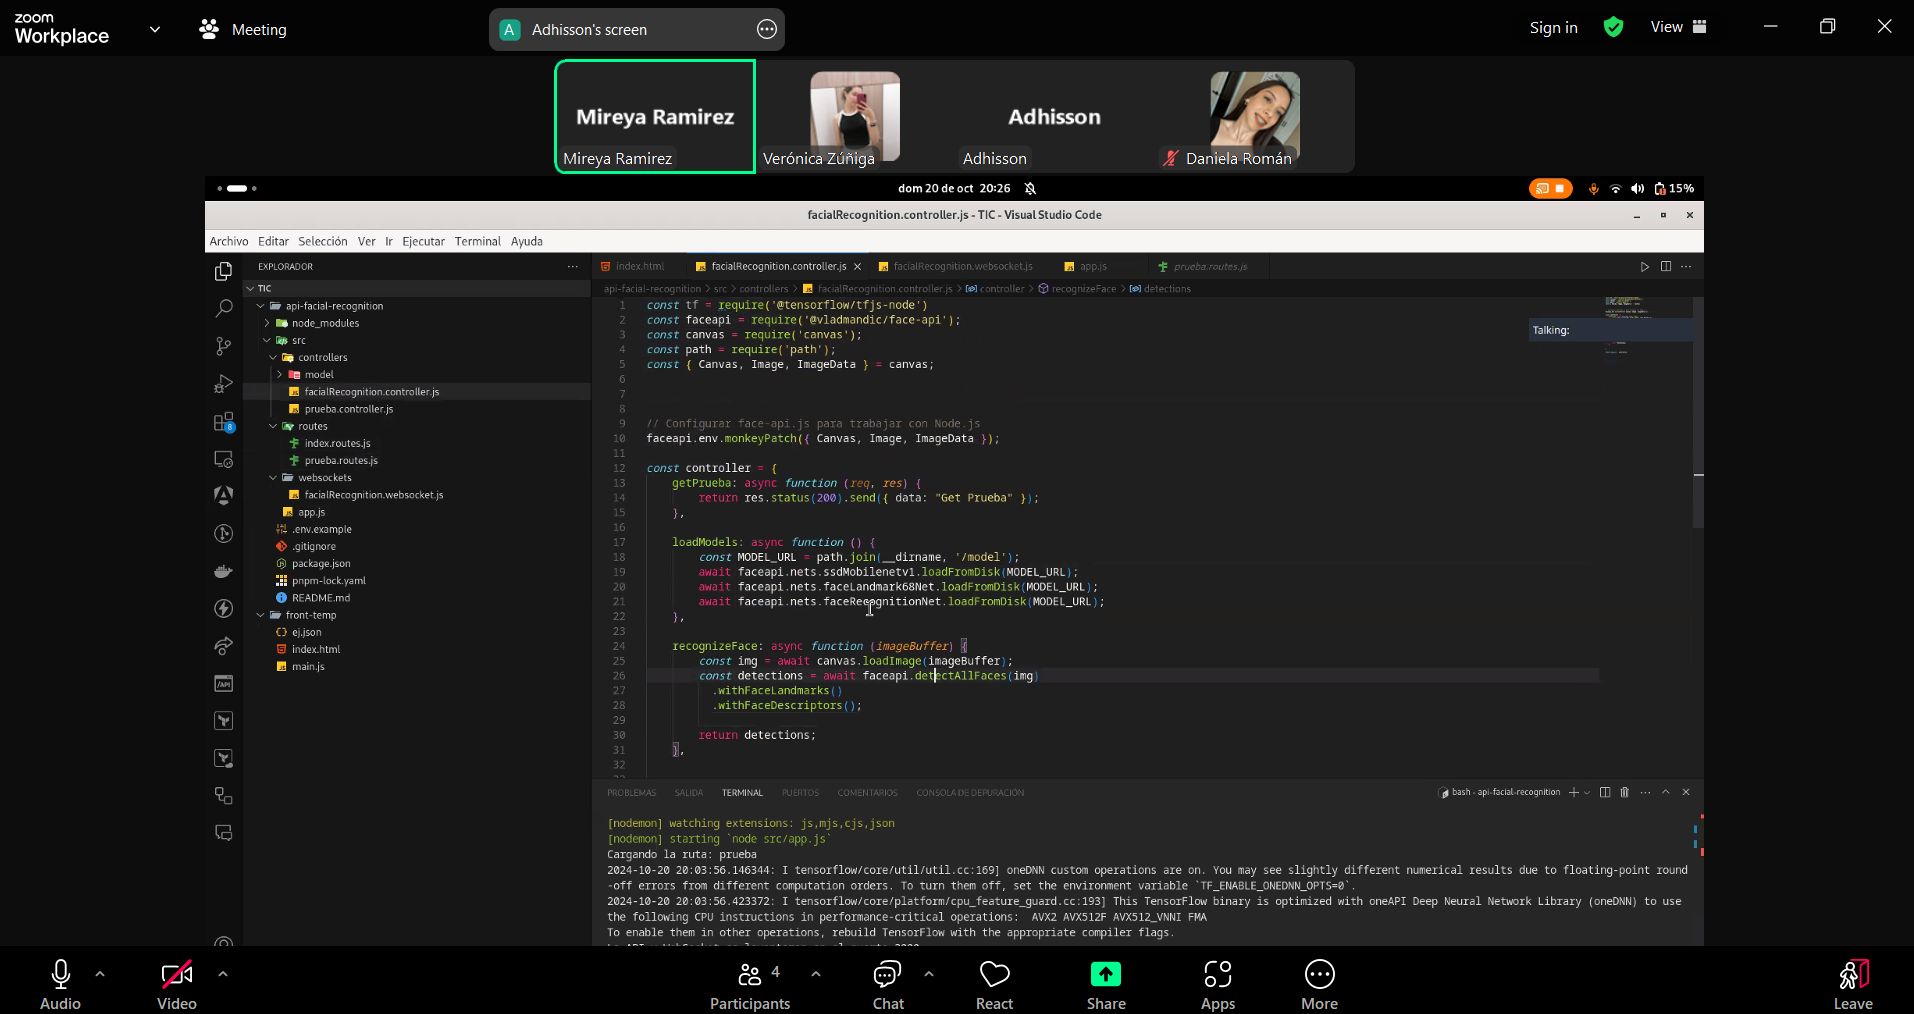 zoom
Workplace
Meeting
A Adhisson's screen
Sign in
View
Mireya Ramirez
Mireya Ramirez
Verónica Zúñiga
Adhisson
Adhisson
Daniela Román
dom 20 de oct 20:26
15%
facialRecognition.controller.js - TIC - Visual Studio Code
Archivo Editar Selección Ver Ir Ejecutar Terminal Ayuda
EXPLORADOR
TIC
api-facial-recognition
node_modules
src
controllers
model
facialRecognition.controller.js
prueba.controller.js
routes
index.routes.js
prueba.routes.js
websockets
facialRecognition.websocket.js
app.js
.env.example
.gitignore
package.json
pnpm-lock.yaml
README.md
front-temp
ej.json
index.html
main.js
8
API
index.html facialRecognition.controller.js facialRecognition.websocket.js app.js prueba.routes.js
api-facial-recognition > src > controllers > facialRecognition.controller.js > controller > recognizeFace > detections
Talking:
1 const tf = require('@tensorflow/tfjs-node')
2 const faceapi = require('@vladmandic/face-api');
3 const canvas = require('canvas');
4 const path = require('path');
5 const { Canvas, Image, ImageData } = canvas;
6
7
8
9 // Configurar face-api.js para trabajar con Node.js
10 faceapi.env.monkeyPatch({ Canvas, Image, ImageData });
11
12 const controller = {
13 getPrueba: async function (req, res) {
14 return res.status(200).send({ data: "Get Prueba" });
15 },
16
17 loadModels: async function () {
18 const MODEL_URL = path.join(__dirname, '/model');
19 await faceapi.nets.ssdMobilenetv1.loadFromDisk(MODEL_URL);
20 await faceapi.nets.faceLandmark68Net.loadFromDisk(MODEL_URL);
21 await faceapi.nets.faceRecognitionNet.loadFromDisk(MODEL_URL);
22 },
23
24 recognizeFace: async function (imageBuffer) {
25 const img = await canvas.loadImage(imageBuffer);
26 const detections = await faceapi.detectAllFaces(img)
27 .withFaceLandmarks()
28 .withFaceDescriptors();
29
30 return detections;
31 },
32
PROBLEMAS SALIDA TERMINAL PUERTOS COMENTARIOS CONSOLA DE DEPURACIÓN
bash - api-facial-recognition
[nodemon] watching extensions: js,mjs,cjs,json
[nodemon] starting `node src/app.js`
Cargando la ruta: prueba
2024-10-20 20:03:56.146344: I tensorflow/core/util/util.cc:169] oneDNN custom operations are on. You may see slightly different numerical results due to floating-point round
-off errors from different computation orders. To turn them off, set the environment variable `TF_ENABLE_ONEDNN_OPTS=0`.
2024-10-20 20:03:56.423372: I tensorflow/core/platform/cpu_feature_guard.cc:193] This TensorFlow binary is optimized with oneAPI Deep Neural Network Library (oneDNN) to use
the following CPU instructions in performance-critical operations: AVX2 AVX512F AVX512_VNNI FMA
To enable them in other operations, rebuild TensorFlow with the appropriate compiler flags.
Audio
Video
Participants
4
Chat
React
Share
Apps
More
Leave